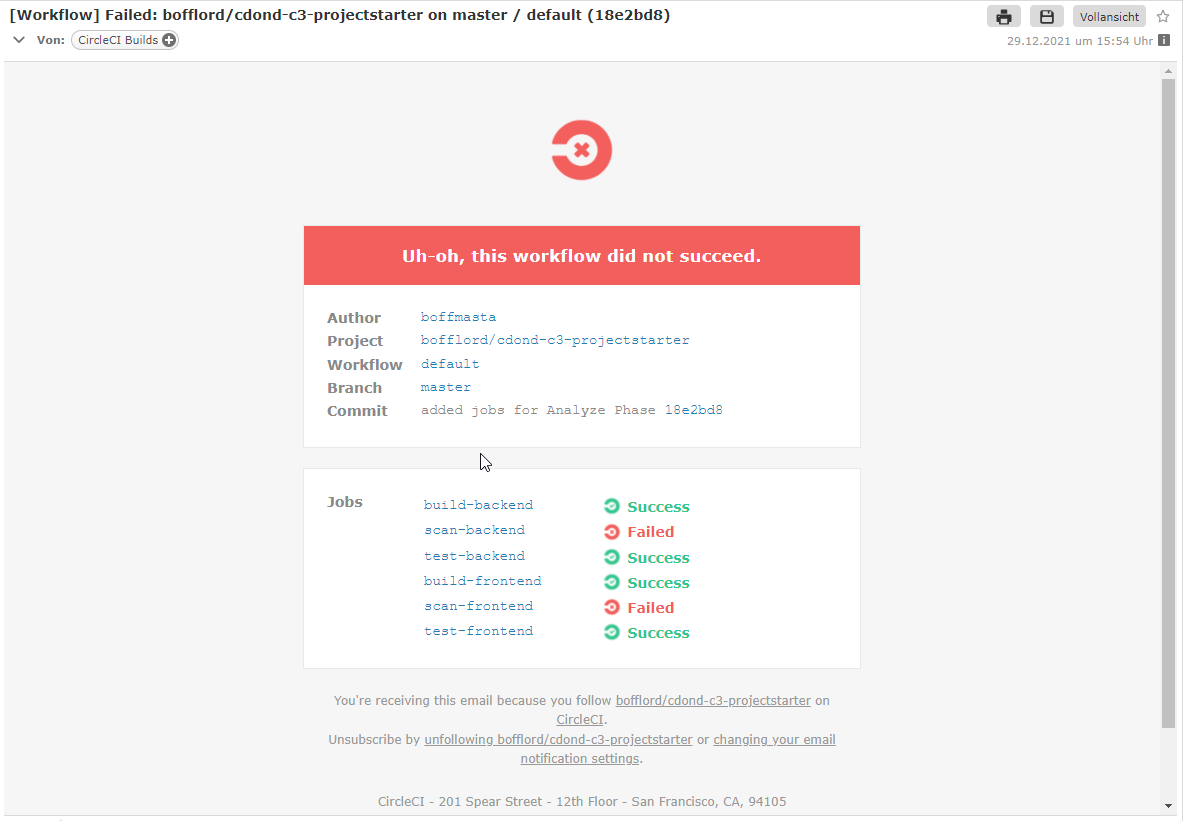 [Workflow] Failed: bofflord/cdond-c3-projectstarter on master / default (18e2bd8)
Vollansicht
Von: CircleCI Builds
29.12.2021 um 15:54 Uhr
Uh-oh, this workflow did not succeed.
Author boffmasta
Project bofflord/cdond-c3-projectstarter
Workflow default
Branch master
Commit added jobs for Analyze Phase 18e2bd8
Jobs build-backend Success
scan-backend Failed
test-backend Success
build-frontend Success
scan-frontend Failed
test-frontend Success
You're receiving this email because you follow bofflord/cdond-c3-projectstarter on
CircleCI.
Unsubscribe by unfollowing bofflord/cdond-c3-projectstarter or changing your email
notification settings.
CircleCI - 201 Spear Street - 12th Floor - San Francisco, CA, 94105